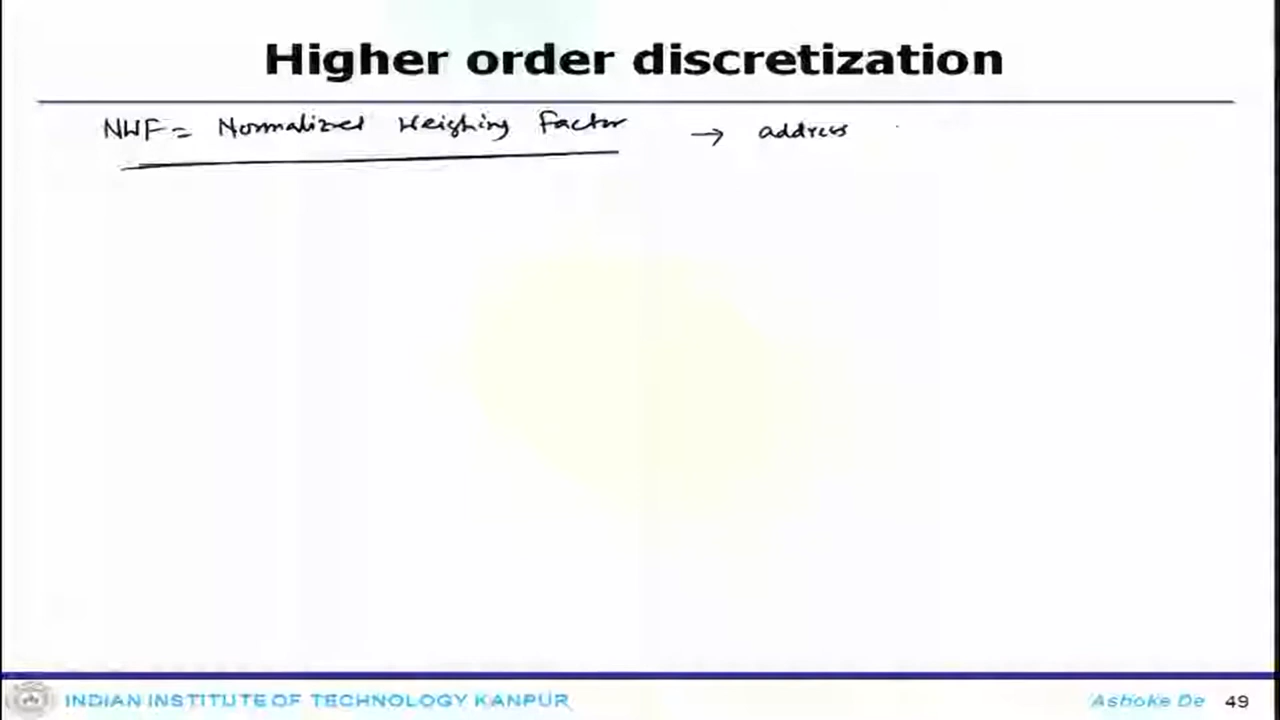 Higher order discretization
NWF = Normalized Weighing Factor → address
INDIAN INSTITUTE OF TECHNOLOGY KANPUR
Ashoke De 49